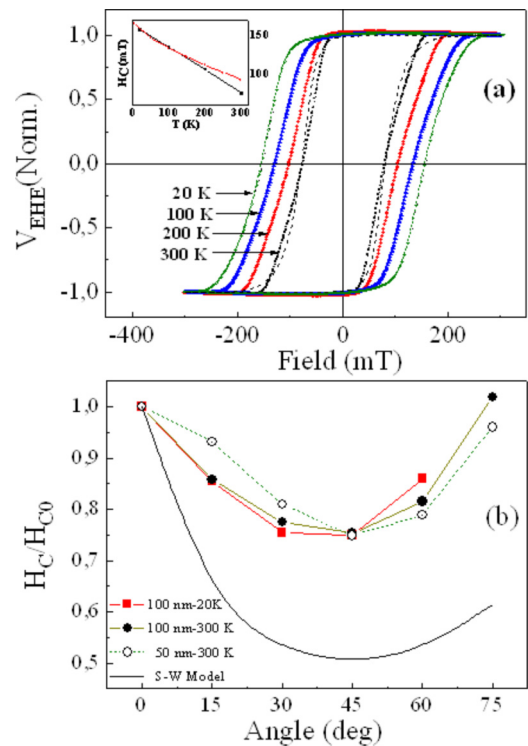 (a)
V_EHE(Norm.)
1,0
0,5
0,0
-0,5
-1,0
H_C(mT)
150
100
0 100 200 300
T (K)
20 K
100 K
200 K
300 K
-400 -200 0 200 400
Field (mT)
(b)
H_C/H_C0
1,0
0,9
0,8
0,7
0,6
0,5
100 nm-20K
100 nm-300 K
50 nm-300 K
S-W Model
0 15 30 45 60 75
Angle (deg)